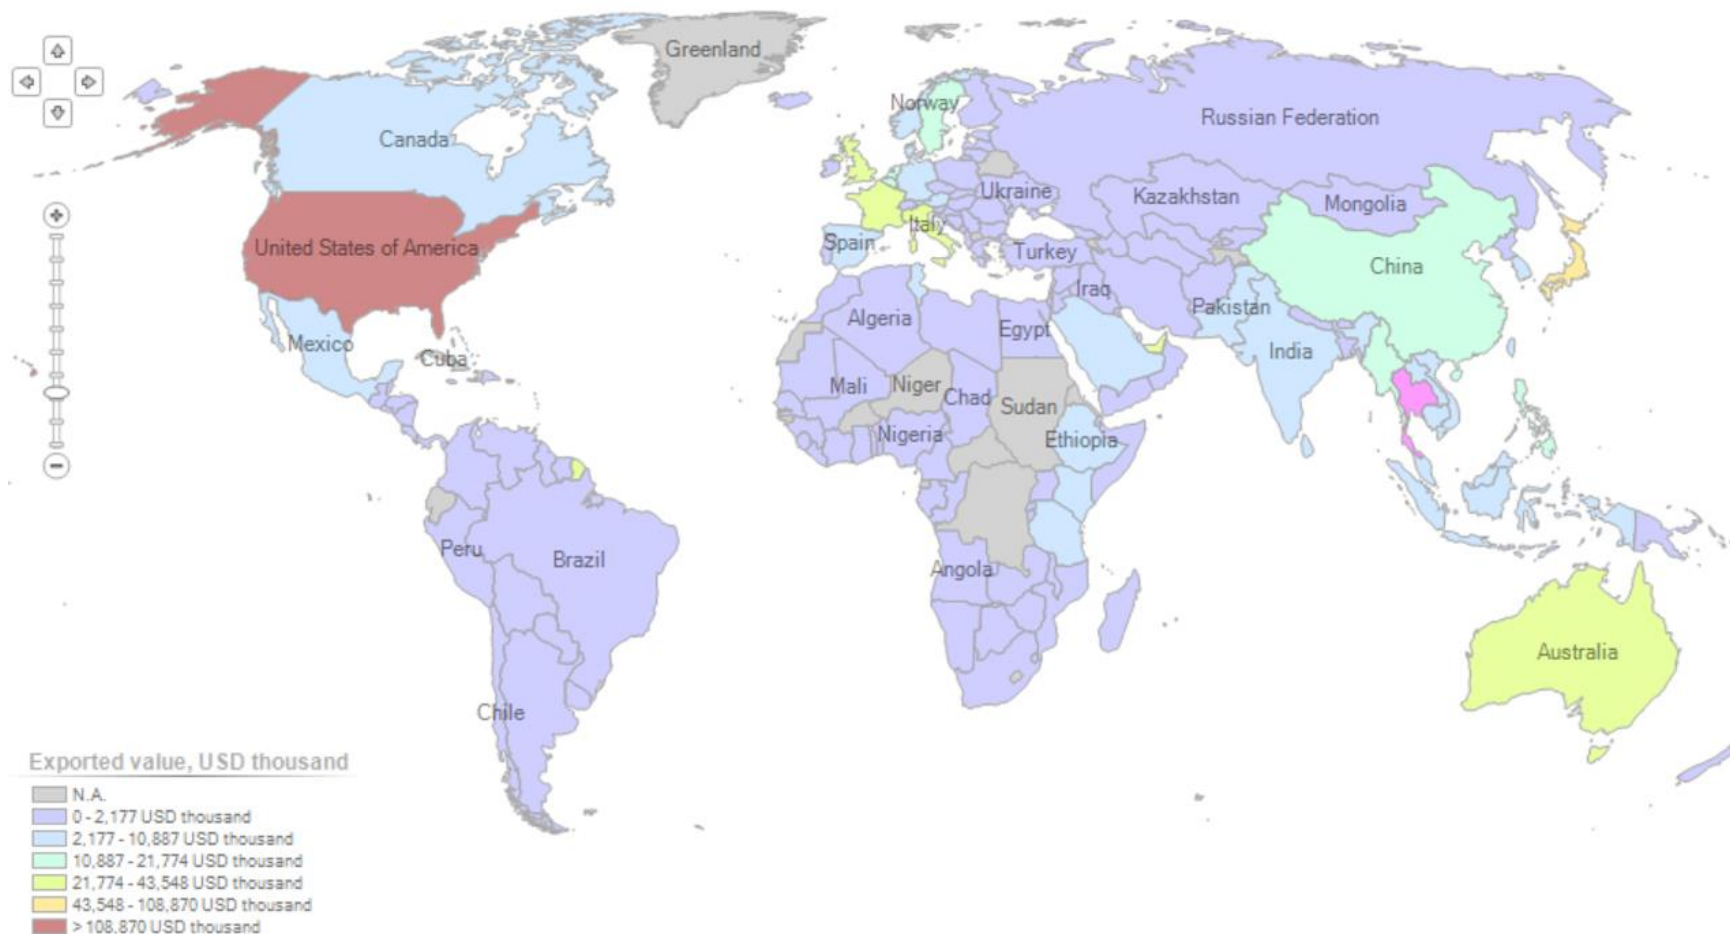 Greenland
Norway
Russian Federation
Canada
Ukraine
Kazakhstan
Mongolia
United States of America
Italy
Spain
Turkey
China
Iraq
Pakistan
Algeria
Egypt
Mexico
Cuba
India
Mali
Niger
Chad
Sudan
Nigeria
Ethiopia
Peru
Brazil
Angola
Australia
Chile
Exported value, USD thousand
N.A.
0 - 2,177 USD thousand
2,177 - 10,887 USD thousand
10,887 - 21,774 USD thousand
21,774 - 43,548 USD thousand
43,548 - 108,870 USD thousand
> 108,870 USD thousand